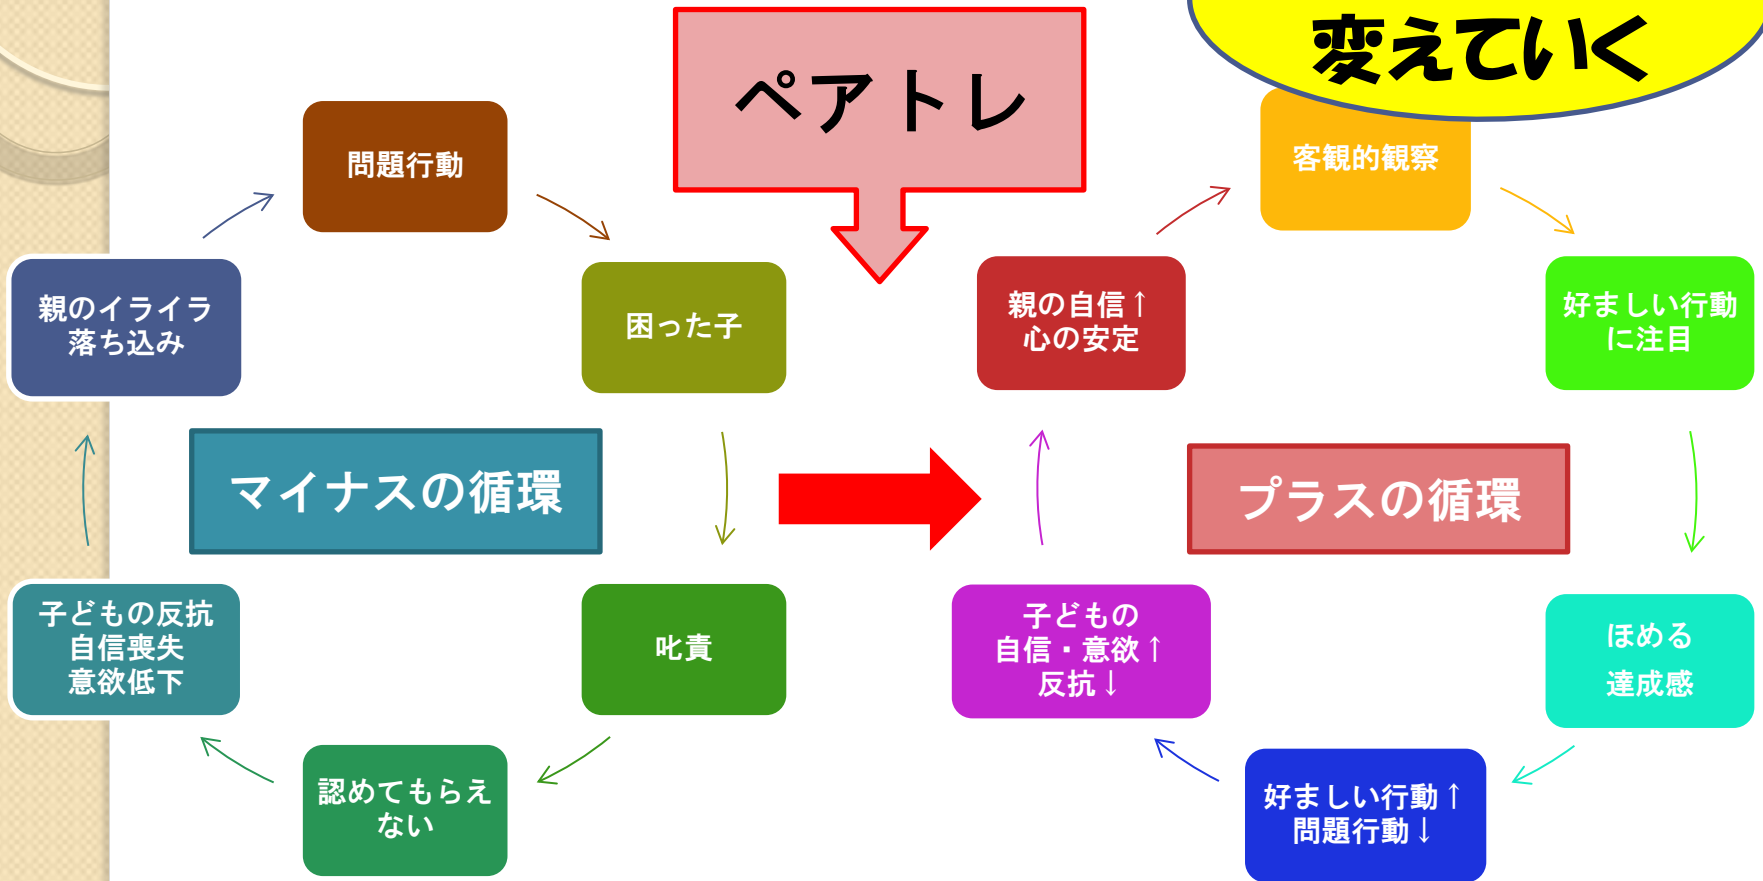 ペアトレ
変えていく
問題行動
困った子
叱責
認めてもらえ
ない
子どもの反抗
自信喪失
意欲低下
親のイライラ
落ち込み
マイナスの循環
客観的観察
好ましい行動
に注目
ほめる
達成感
好ましい行動↑
問題行動↓
子どもの
自信・意欲↑
反抗↓
親の自信↑
心の安定
プラスの循環